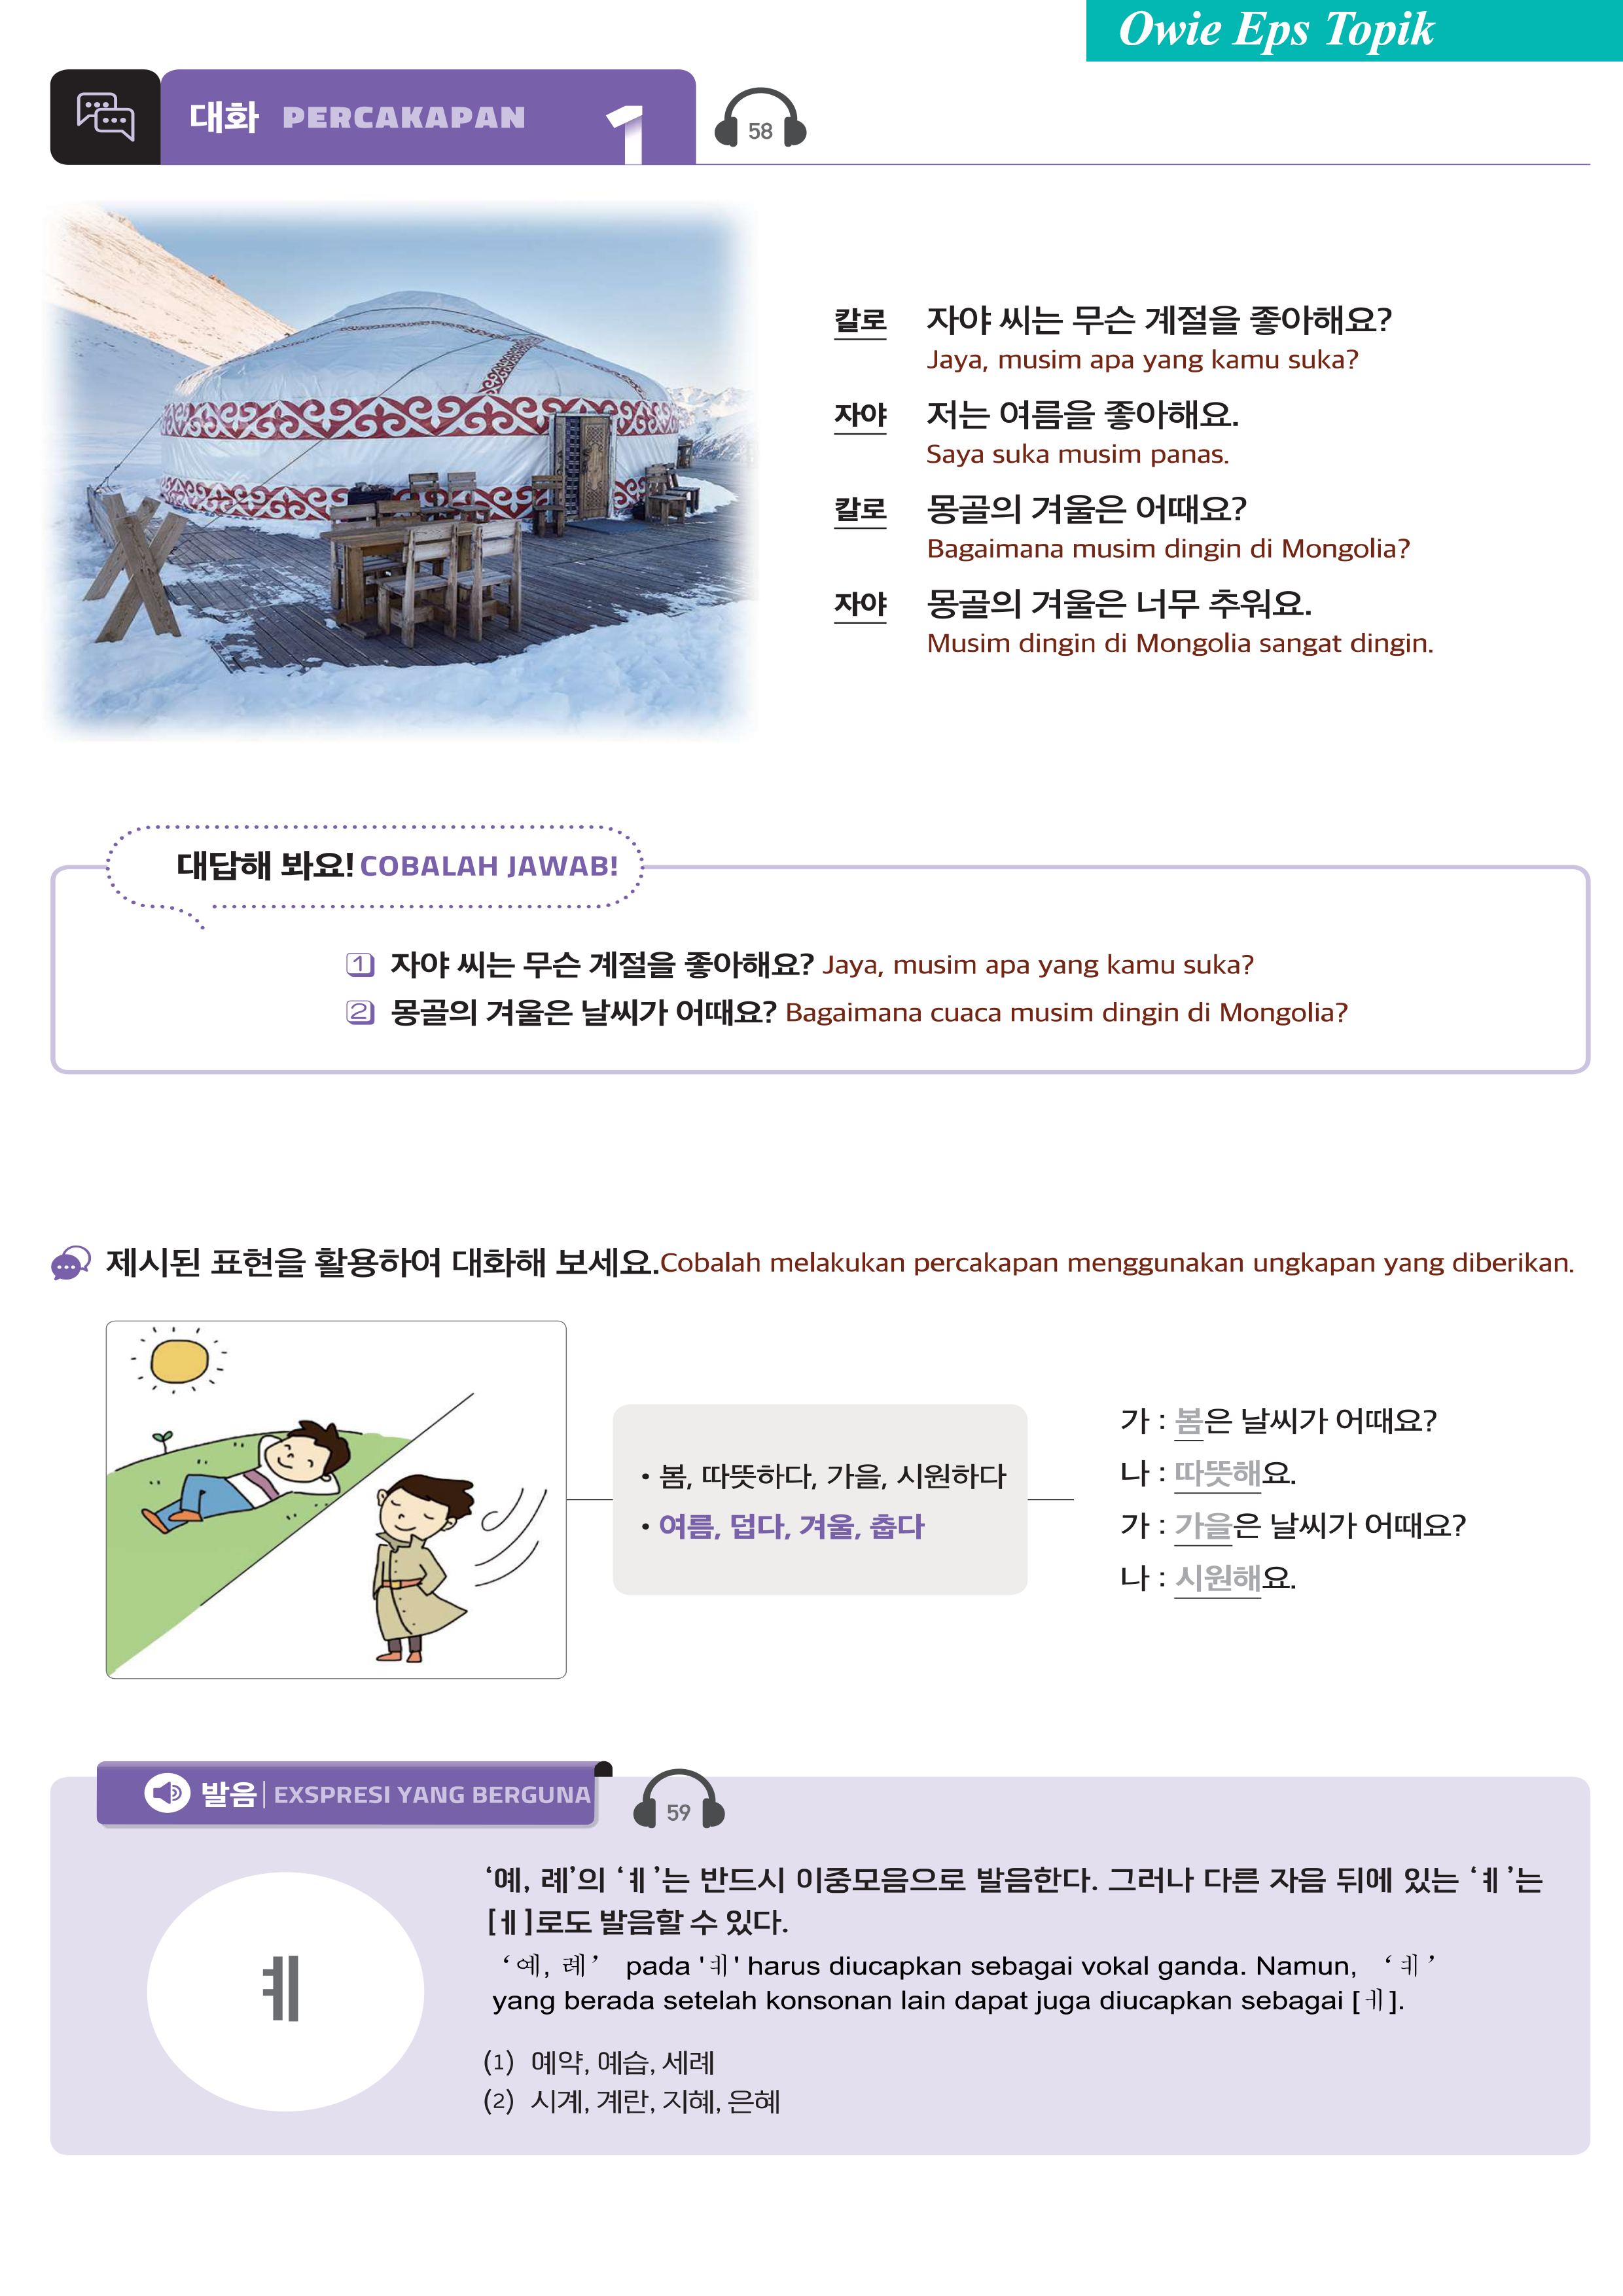 Owie Eps Topik
대화 PERCAKAPAN 1
58
칼로 자야 씨는 무슨 계절을 좋아해요?
Jaya, musim apa yang kamu suka?
자야 저는 여름을 좋아해요.
Saya suka musim panas.
칼로 몽골의 겨울은 어때요?
Bagaimana musim dingin di Mongolia?
자야 몽골의 겨울은 너무 추워요.
Musim dingin di Mongolia sangat dingin.
대답해 봐요! COBALAH JAWAB!
1 자야 씨는 무슨 계절을 좋아해요? Jaya, musim apa yang kamu suka?
2 몽골의 겨울은 날씨가 어때요? Bagaimana cuaca musim dingin di Mongolia?
제시된 표현을 활용하여 대화해 보세요. Cobalah melakukan percakapan menggunakan ungkapan yang diberikan.
• 봄, 따뜻하다, 가을, 시원하다
• 여름, 덥다, 겨울, 춥다
가 : 봄은 날씨가 어때요?
나 : 따뜻해요.
가 : 가을은 날씨가 어때요?
나 : 시원해요.
발음 | EXSPRESI YANG BERGUNA
59
ㅖ
‘예, 례’의 ‘ㅖ’는 반드시 이중모음으로 발음한다. 그러나 다른 자음 뒤에 있는 ‘ㅖ’는
[ㅔ]로도 발음할 수 있다.
‘예, 례’ pada 'ㅖ' harus diucapkan sebagai vokal ganda. Namun, ‘ㅖ’
yang berada setelah konsonan lain dapat juga diucapkan sebagai [ㅔ].
(1) 예약, 예습, 세례
(2) 시계, 계란, 지혜, 은혜